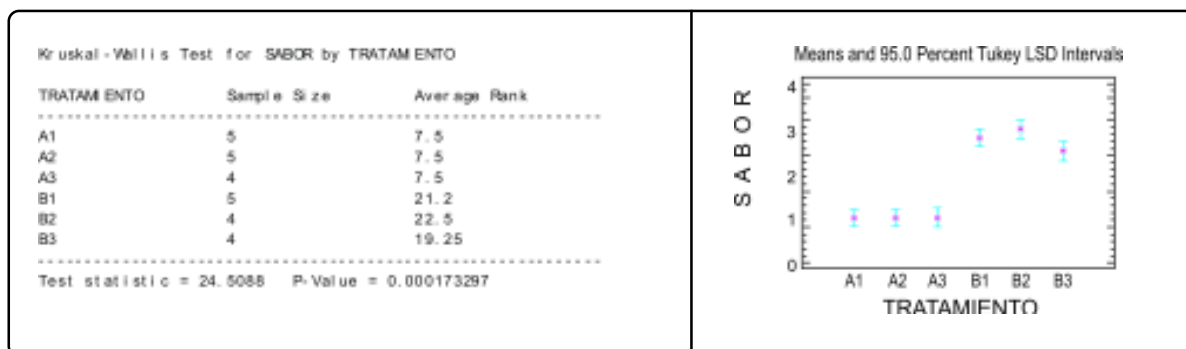 Kruskal-Wallis Test for SABOR by TRATAMIENTO
TRATAMIENTO Sample Size Average Rank
A1 5 7.5
A2 5 7.5
A3 4 7.5
B1 5 21.2
B2 4 22.5
B3 4 19.25
Test statistic = 24.5088 P-Value = 0.000173297
Means and 95.0 Percent Tukey LSD Intervals
SABOR
4
3
2
1
0
A1 A2 A3 B1 B2 B3
TRATAMIENTO